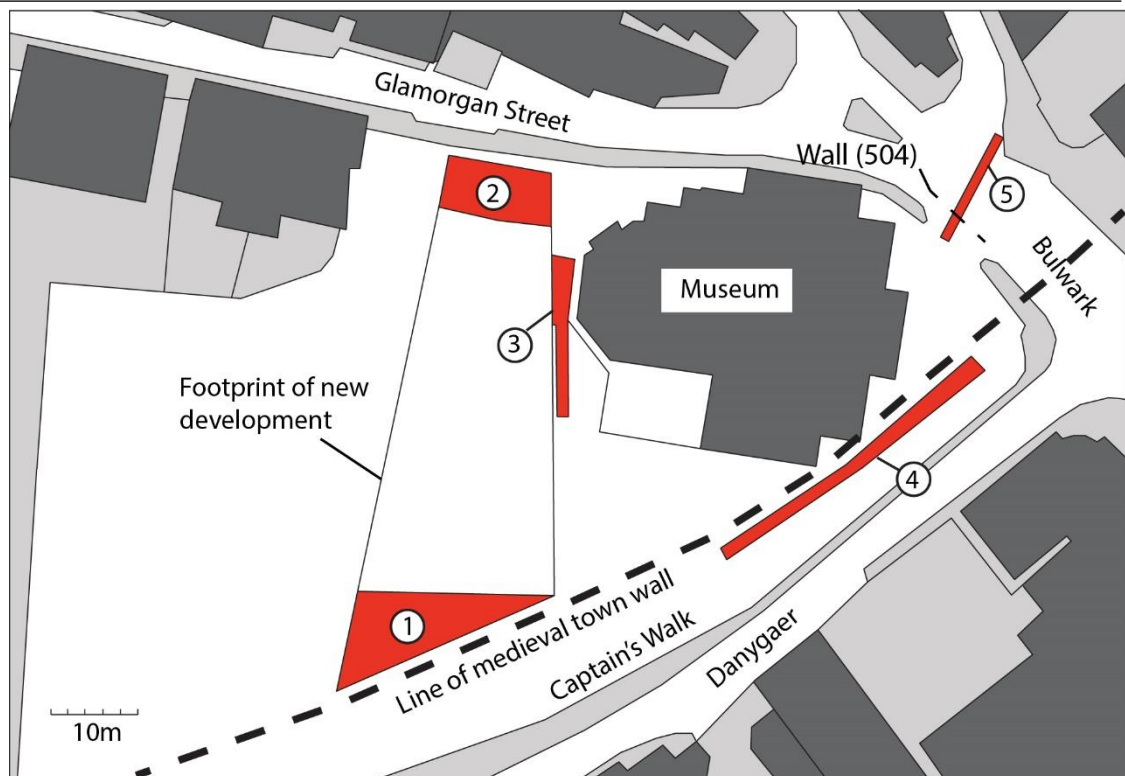 Glamorgan Street
Wall (504)
2
5
Bulwark
Museum
3
Footprint of new
development
4
1
Line of medieval town wall
Captain's Walk
Danygaer
10m